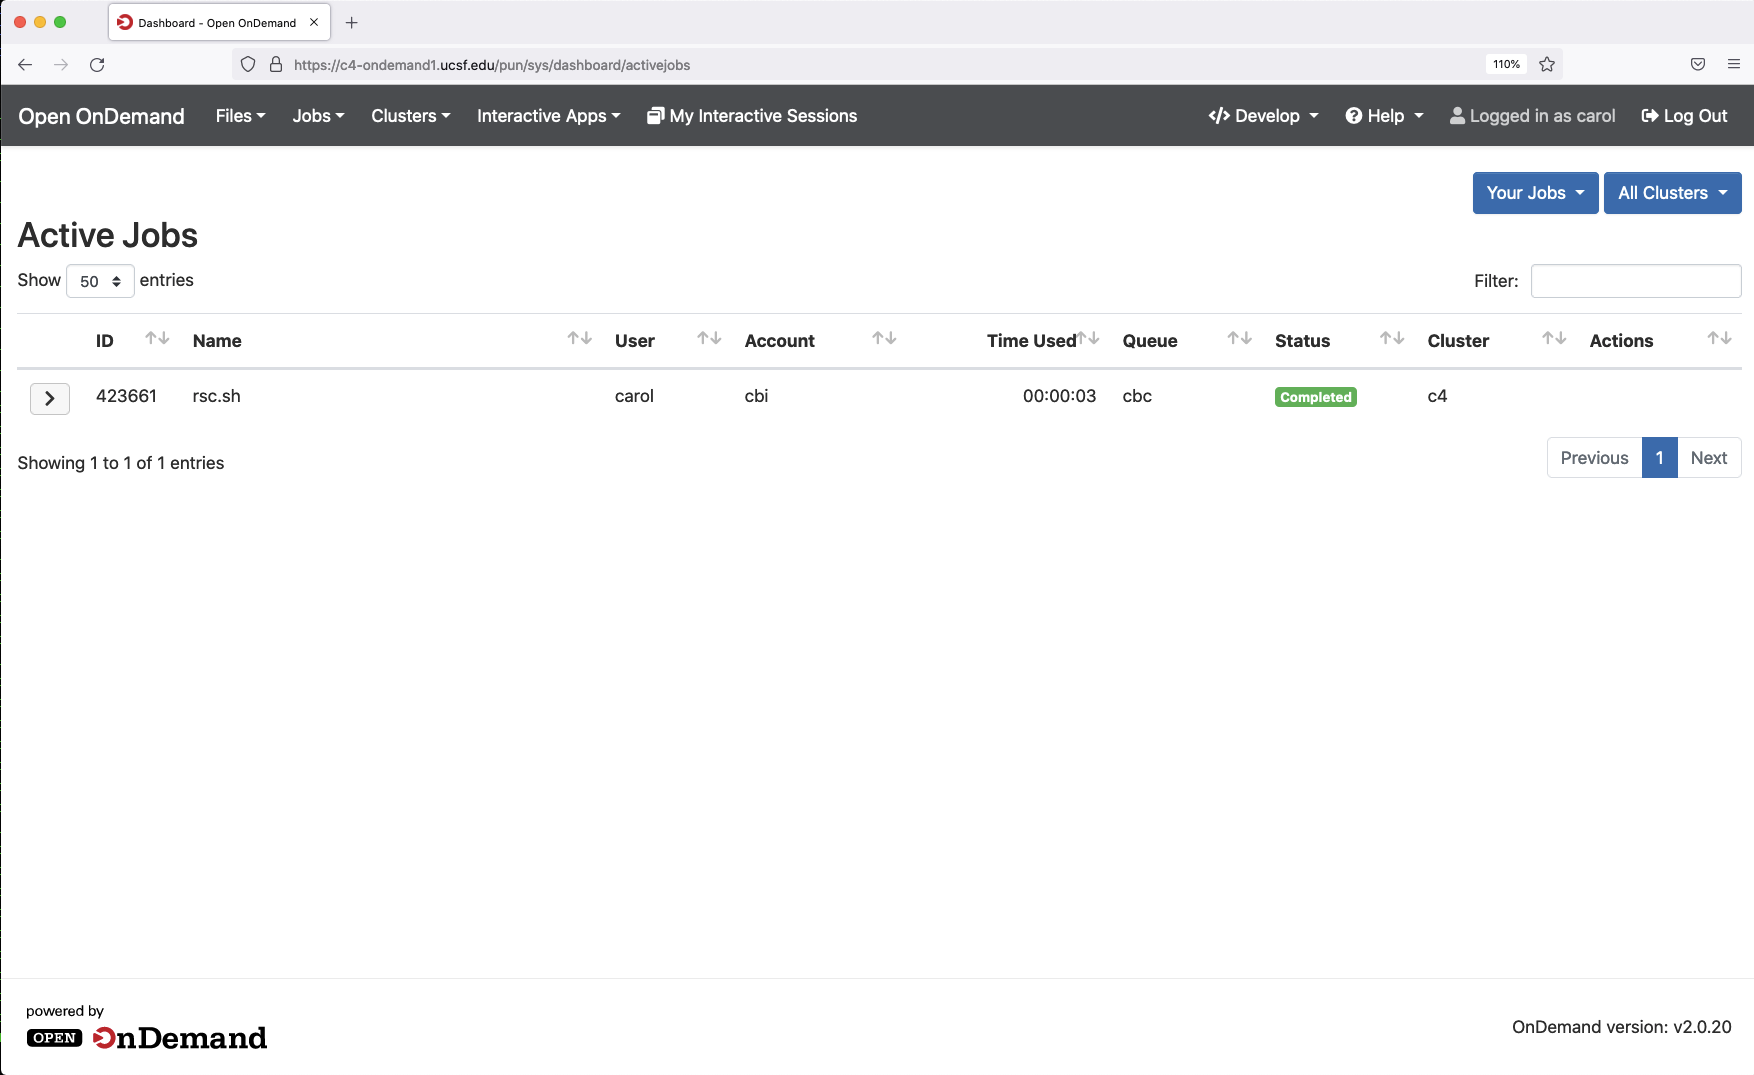 Dashboard - Open OnDemand
https://c4-ondemand1.ucsf.edu/pun/sys/dashboard/activejobs 110%
Open OnDemand Files Jobs Clusters Interactive Apps My Interactive Sessions Develop Help Logged in as carol Log Out
Your Jobs All Clusters
Active Jobs
Show 50 entries Filter:
ID Name User Account Time Used Queue Status Cluster Actions
423661 rsc.sh carol cbi 00:00:03 cbc Completed c4
Showing 1 to 1 of 1 entries Previous 1 Next
powered by
OPEN OnDemand
OnDemand version: v2.0.20